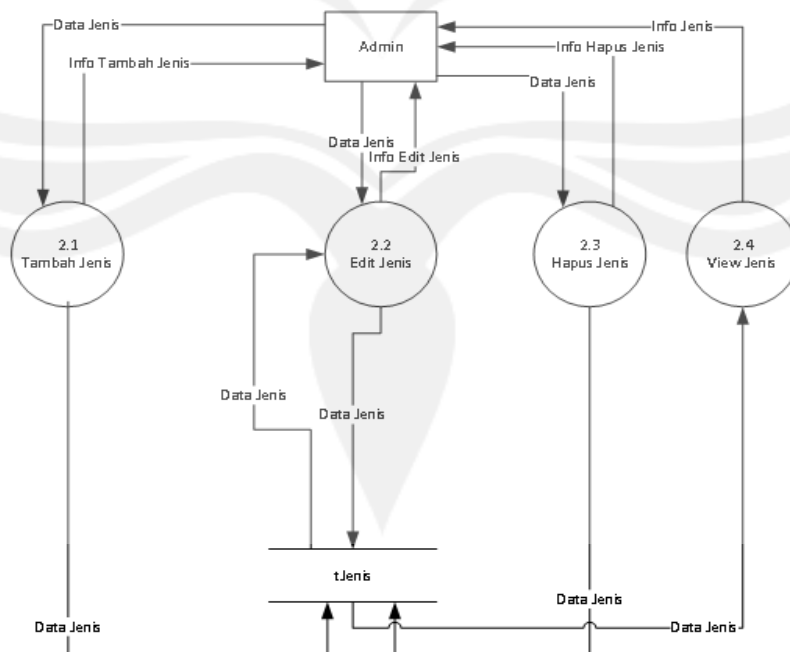 Data Jenis
Info Tambah Jenis
Admin
Info Jenis
Info Hapus Jenis
Data Jenis
Data Jenis
Info Edit Jenis
2.1
Tambah Jenis
2.2
Edit Jenis
2.3
Hapus Jenis
2.4
View Jenis
Data Jenis
Data Jenis
tJenis
Data Jenis
Data Jenis
Data Jenis